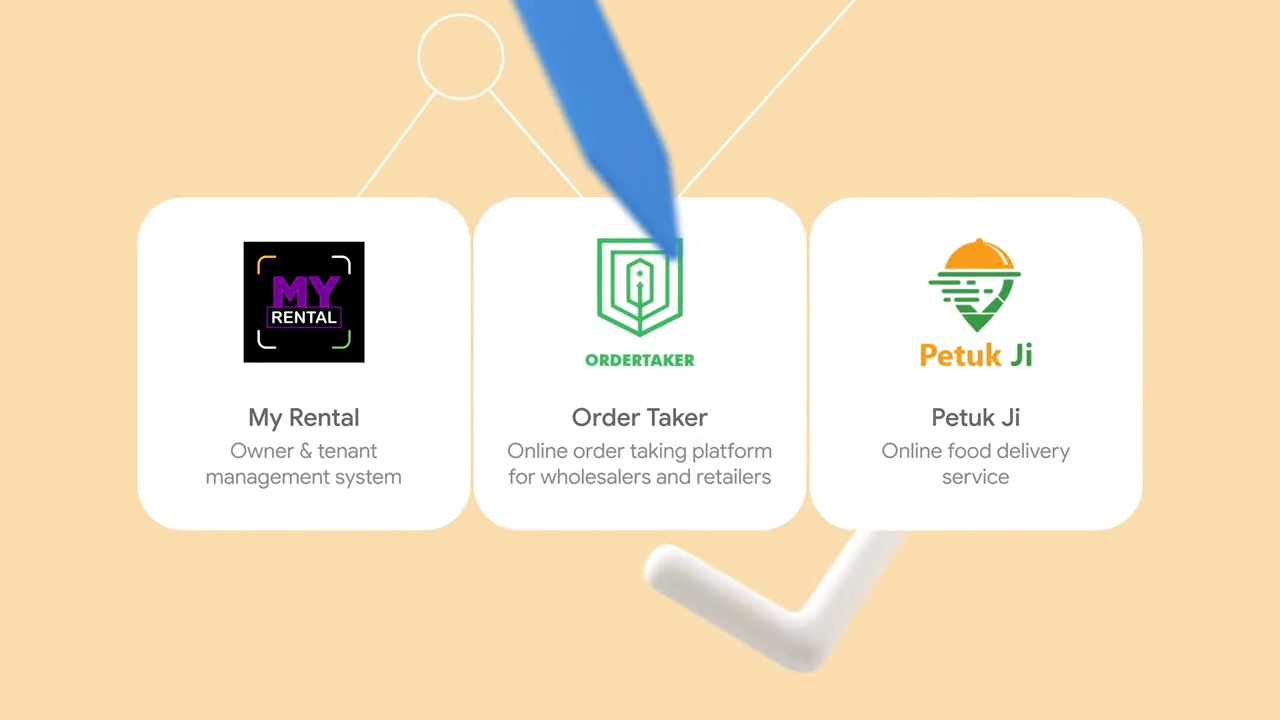 MY
RENTAL
My Rental
Owner & tenant
management system
ORDERTAKER
Order Taker
Online order taking platform
for wholesalers and retailers
Petuk Ji
Petuk Ji
Online food delivery
service